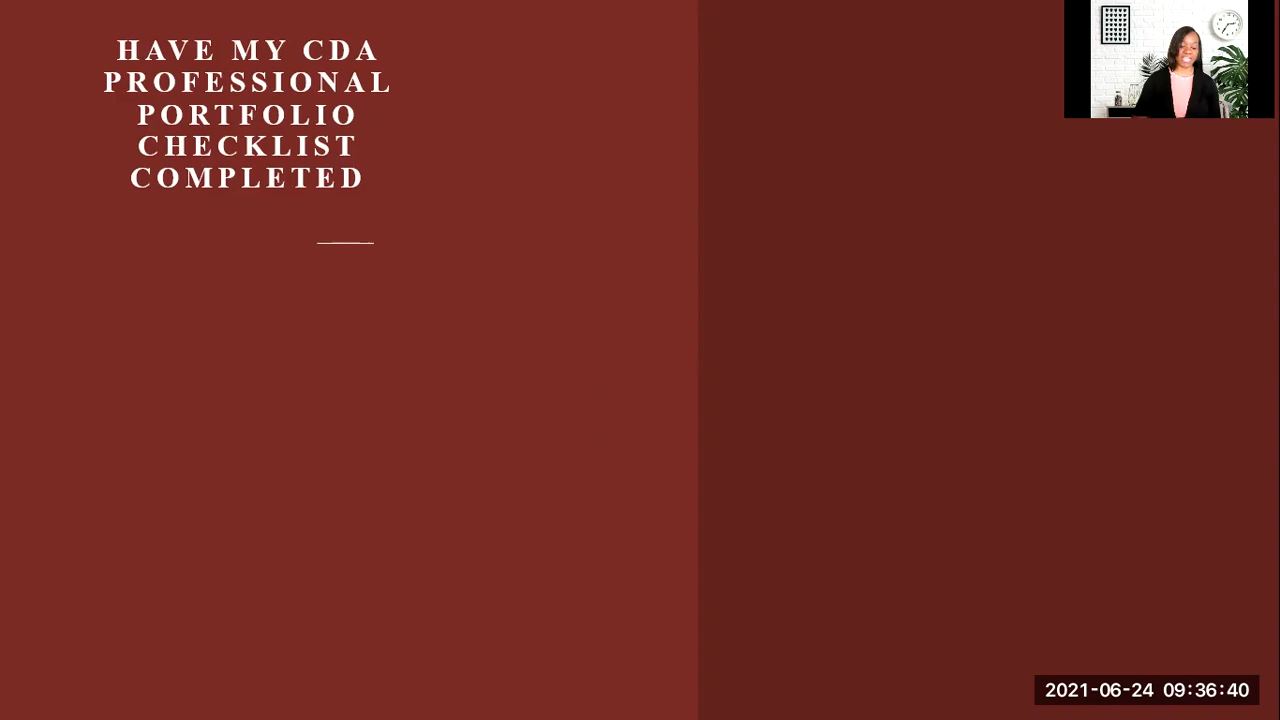 HAVE MY CDA
PROFESSIONAL
PORTFOLIO
CHECKLIST
COMPLETED
2021-06-24 09:36:40